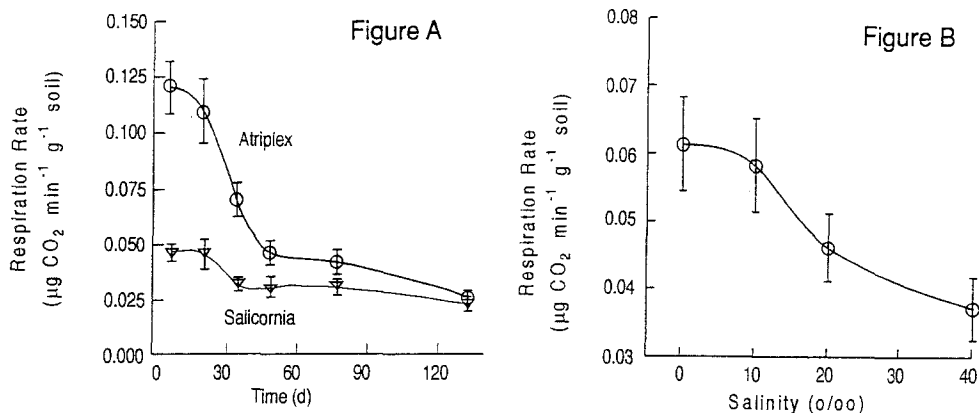 Figure A
Respiration Rate
(μg CO₂ min⁻¹ g⁻¹ soil)
0.150
0.125
0.100
0.075
0.050
0.025
0.000
Atriplex
Salicornia
0 30 60 90 120
Time (d)
Figure B
Respiration Rate
(μg CO₂ min⁻¹ g⁻¹ soil)
0.08
0.07
0.06
0.05
0.04
0.03
0 10 20 30 40
Salinity (o/oo)